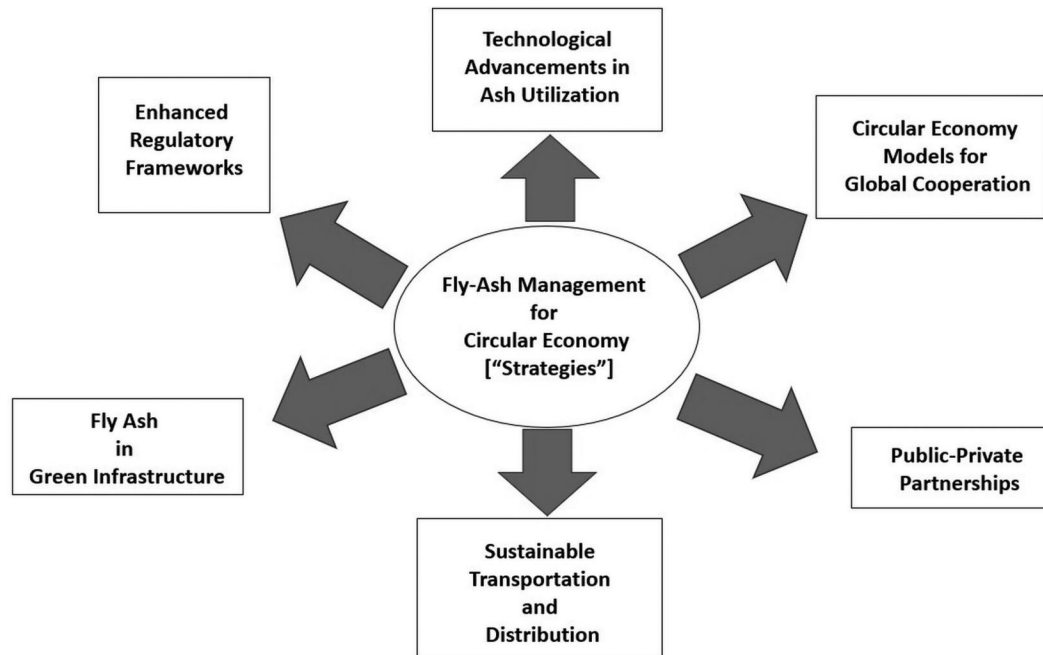 Technological
Advancements in
Ash Utilization
Enhanced
Regulatory
Frameworks
Circular Economy
Models for
Global Cooperation
Fly-Ash Management
for
Circular Economy
[“Strategies”]
Fly Ash
in
Green Infrastructure
Public-Private
Partnerships
Sustainable
Transportation
and
Distribution